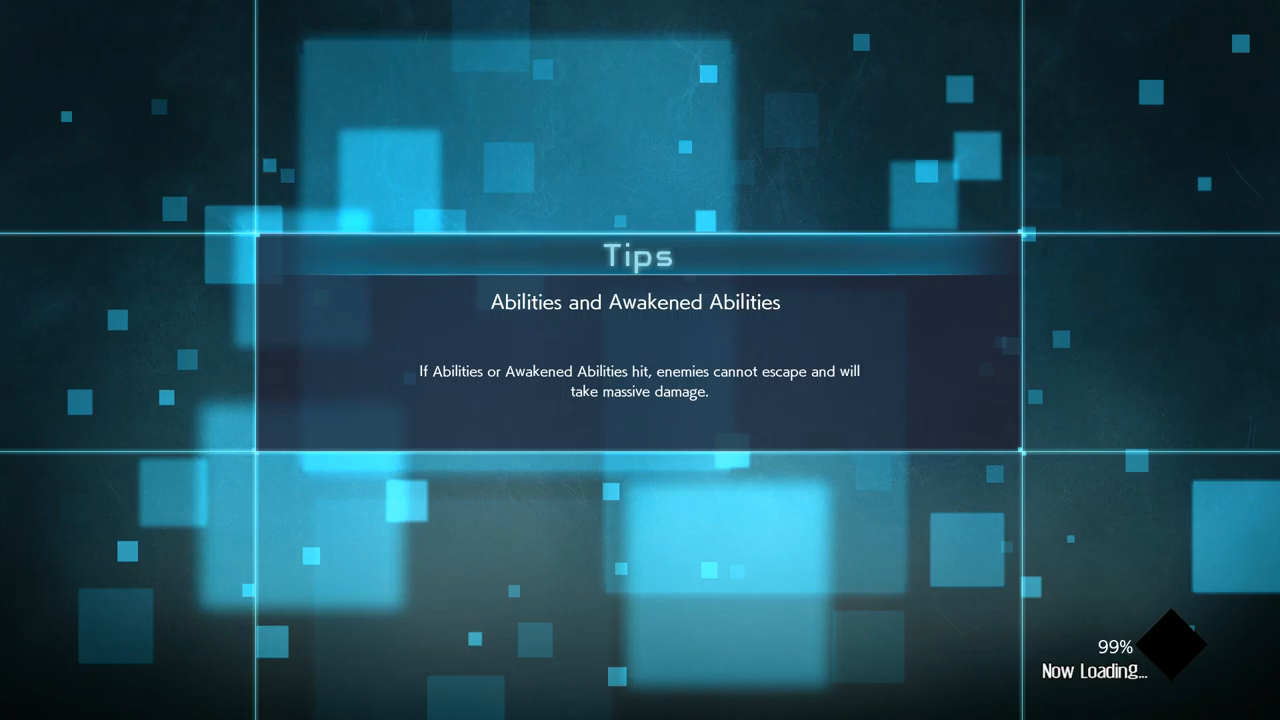 Tips
Abilities and Awakened Abilities
If Abilities or Awakened Abilities hit, enemies cannot escape and will
take massive damage.
99%
Now Loading...